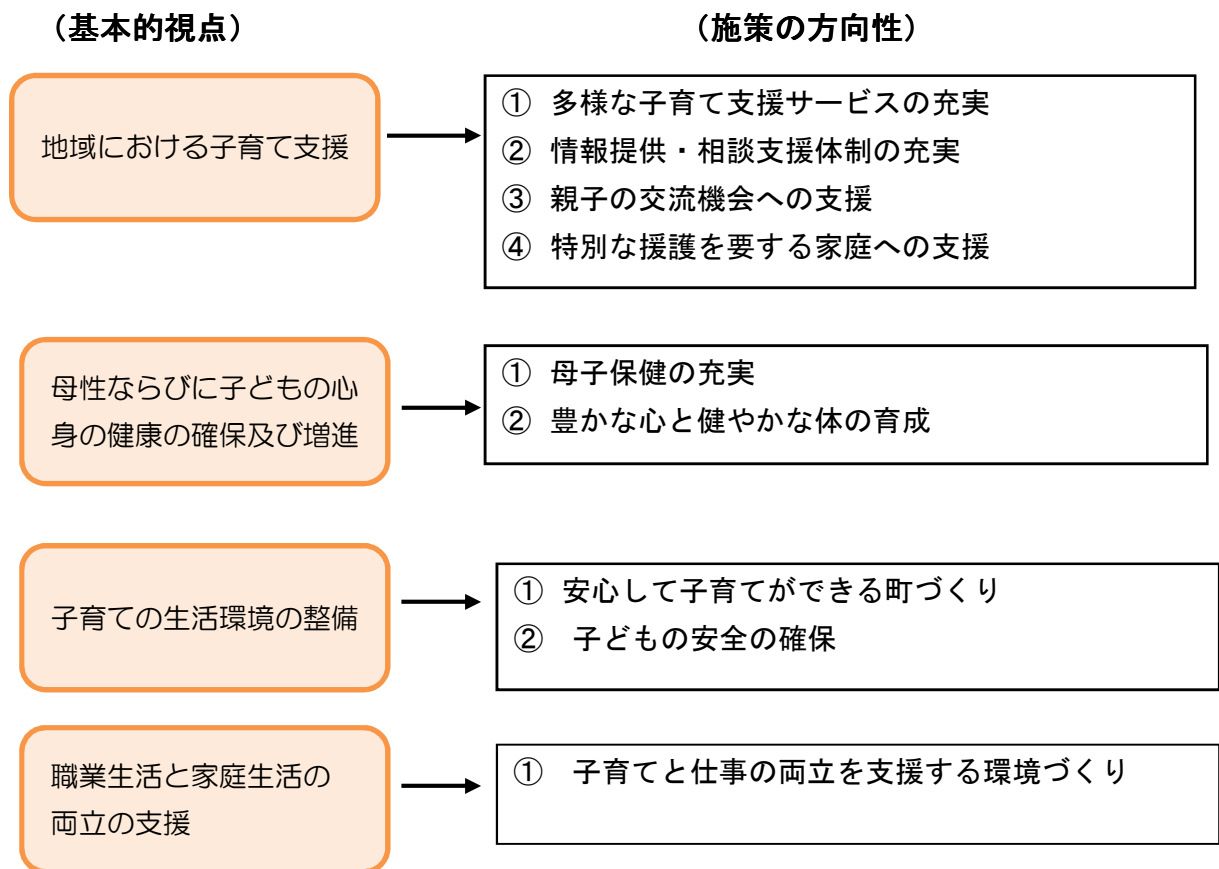 （基本的視点）
（施策の方向性）
地域における子育て支援
① 多様な子育て支援サービスの充実
② 情報提供・相談支援体制の充実
③ 親子の交流機会への支援
④ 特別な援護を要する家庭への支援
母性ならびに子どもの心
身の健康の確保及び増進
① 母子保健の充実
② 豊かな心と健やかな体の育成
子育ての生活環境の整備
① 安心して子育てができる町づくり
② 子どもの安全の確保
職業生活と家庭生活の
両立の支援
① 子育てと仕事の両立を支援する環境づくり